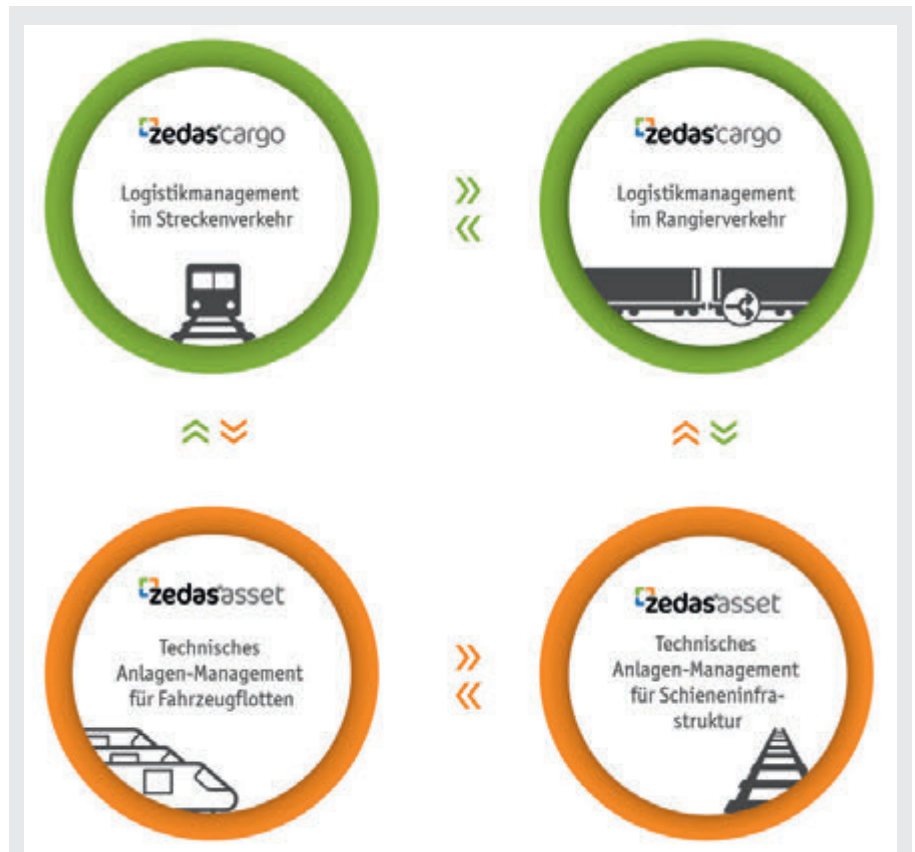 zedas®cargo
Logistikmanagement
im Streckenverkehr
zedas®cargo
Logistikmanagement
im Rangierverkehr
zedas®asset
Technisches
Anlagen-Management
für Fahrzeugflotten
zedas®asset
Technisches
Anlagen-Management
für Schieneninfra-
struktur